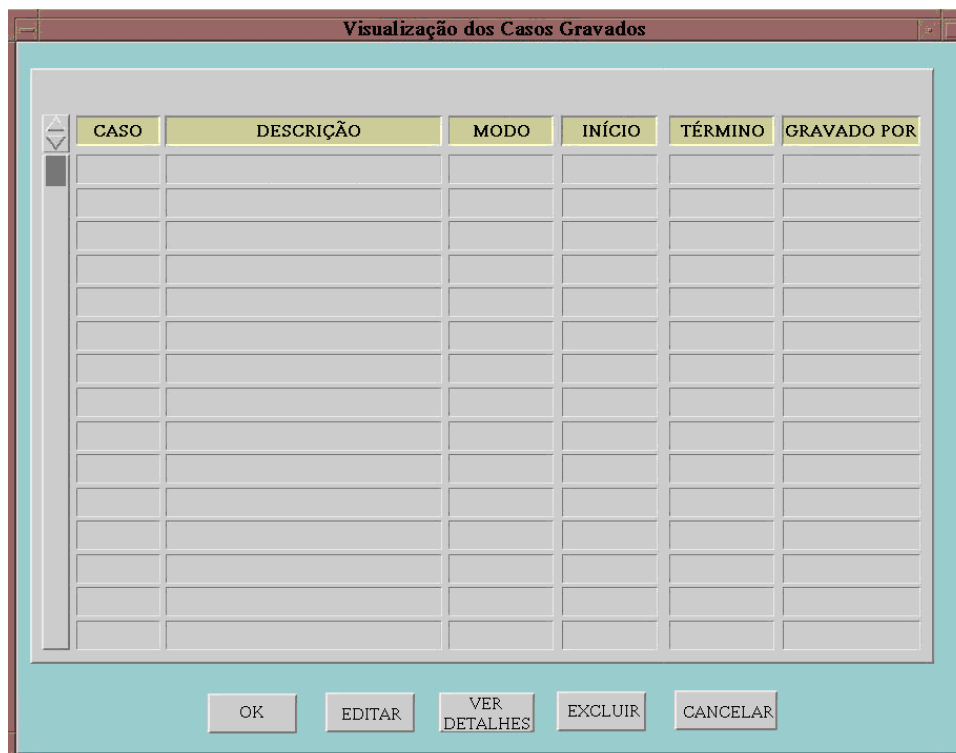 Visualização dos Casos Gravados
CASO DESCRIÇÃO MODO INÍCIO TÉRMINO GRAVADO POR
OK EDITAR VER DETALHES EXCLUIR CANCELAR